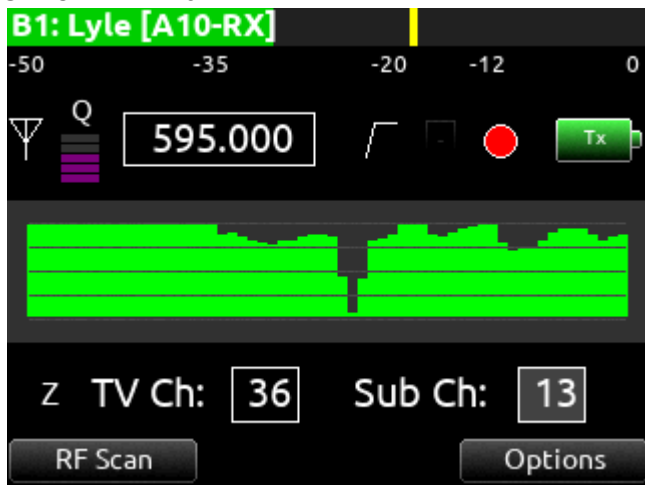 B1: Lyle [A10-RX]
-50 -35 -20 -12 0
Q
595.000 - Tx
Z TV Ch: 36 Sub Ch: 13
RF Scan Options